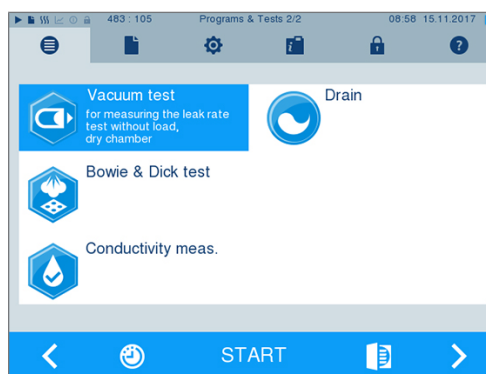 483 : 105 Programs & Tests 2/2 08:58 15.11.2017
i ?
Vacuum test
for measuring the leak rate
test without load,
dry chamber
Drain
Bowie & Dick test
Conductivity meas.
START